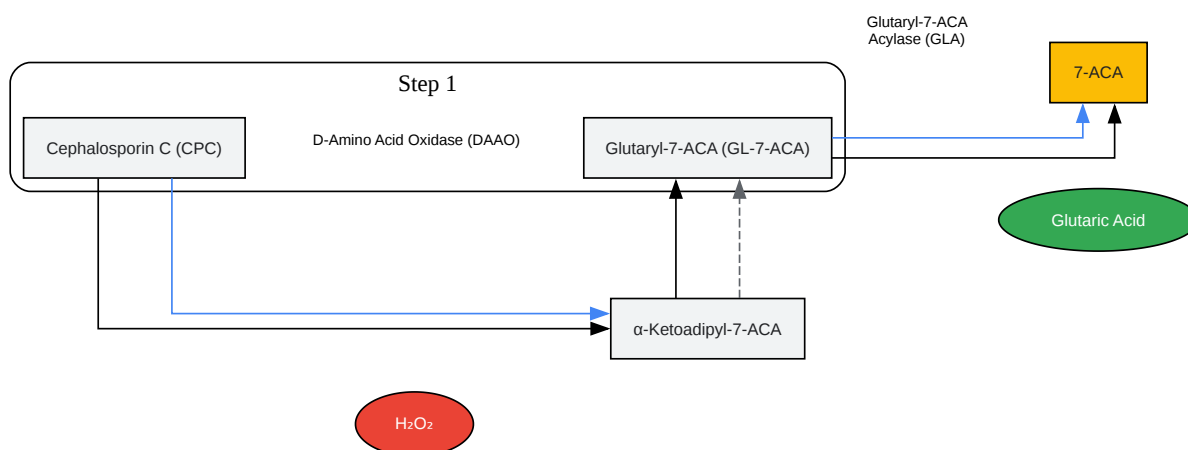 Glutaryl-7-ACA
Acylase (GLA)
7-ACA
Step 1
Cephalosporin C (CPC)
D-Amino Acid Oxidase (DAAO)
Glutaryl-7-ACA (GL-7-ACA)
Glutaric Acid
α-Ketoadipyl-7-ACA
H₂O₂